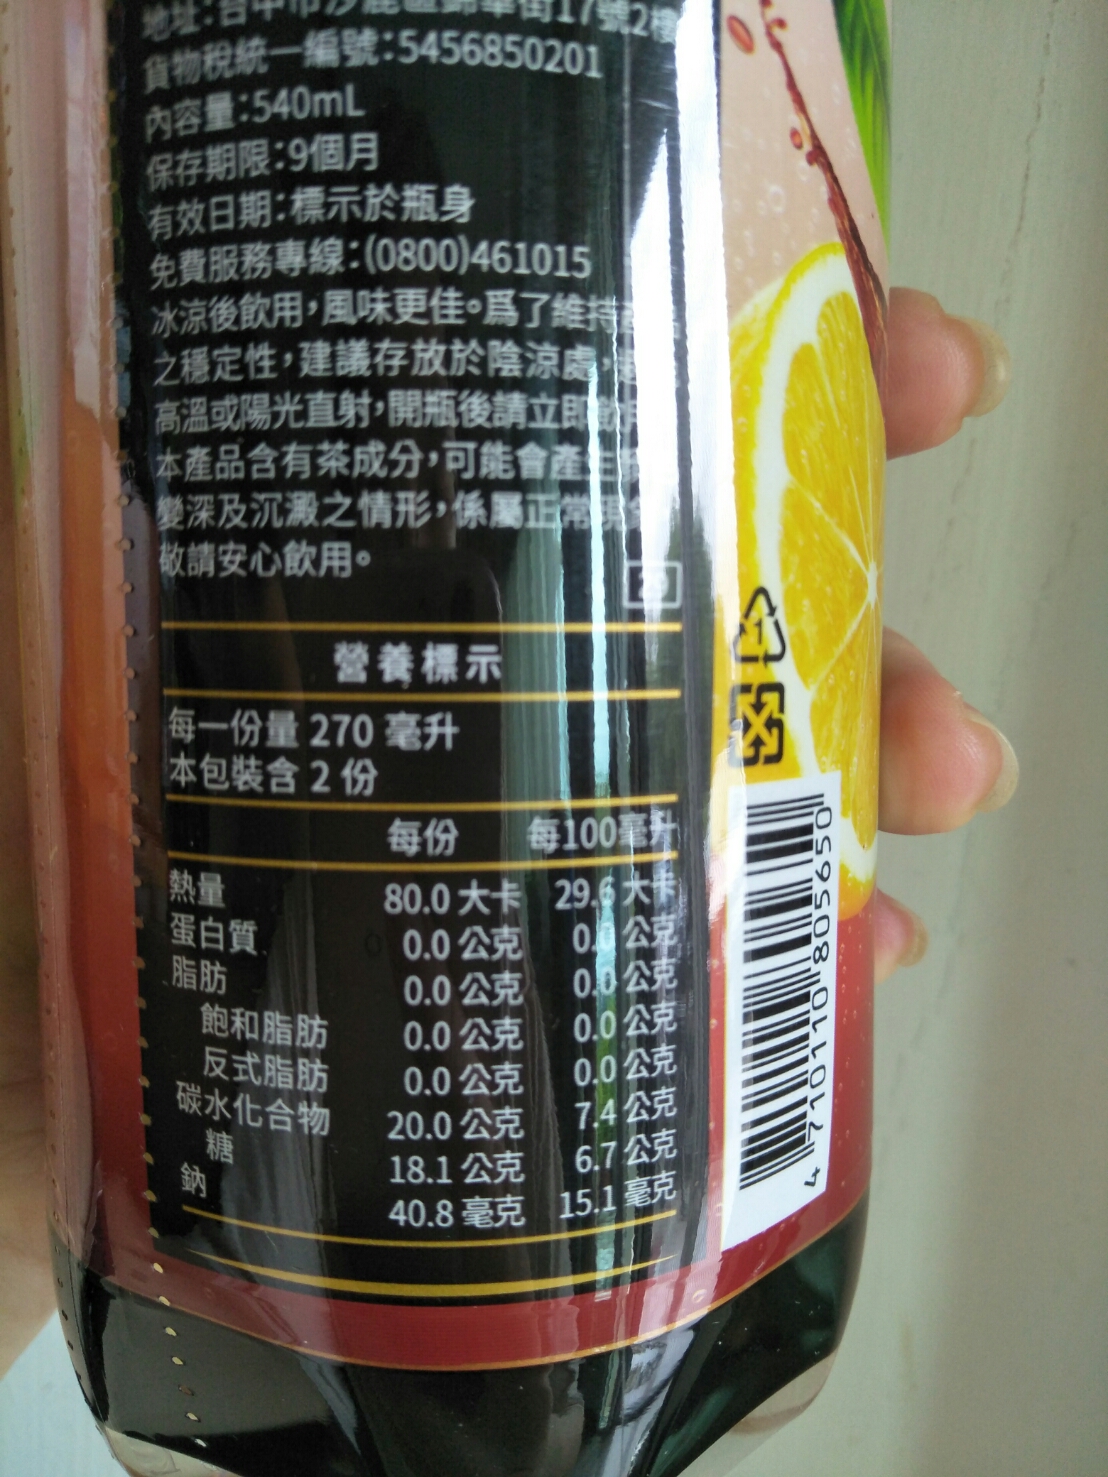 地址:台中市沙鹿區錦華街17號2樓
貨物稅統一編號:5456850201
內容量:540mL
保存期限:9個月
有效日期:標示於瓶身
免費服務專線:(0800)461015
冰涼後飲用,風味更佳。爲了維持
之穩定性,建議存放於陰涼處,
高溫或陽光直射,開瓶後請立即飲用
本產品含有茶成分,可能會產生
變深及沉澱之情形,係屬正常現象
敬請安心飲用。
營養標示
每一份量 270 毫升
本包裝含 2 份
每份 每100毫升
熱量 80.0 大卡 29.6 大卡
蛋白質 0.0 公克 0.0 公克
脂肪 0.0 公克 0.0 公克
飽和脂肪 0.0 公克 0.0 公克
反式脂肪 0.0 公克 0.0 公克
碳水化合物 20.0 公克 7.4 公克
糖 18.1 公克 6.7 公克
鈉 40.8 毫克 15.1 毫克
1
4 710110 805650